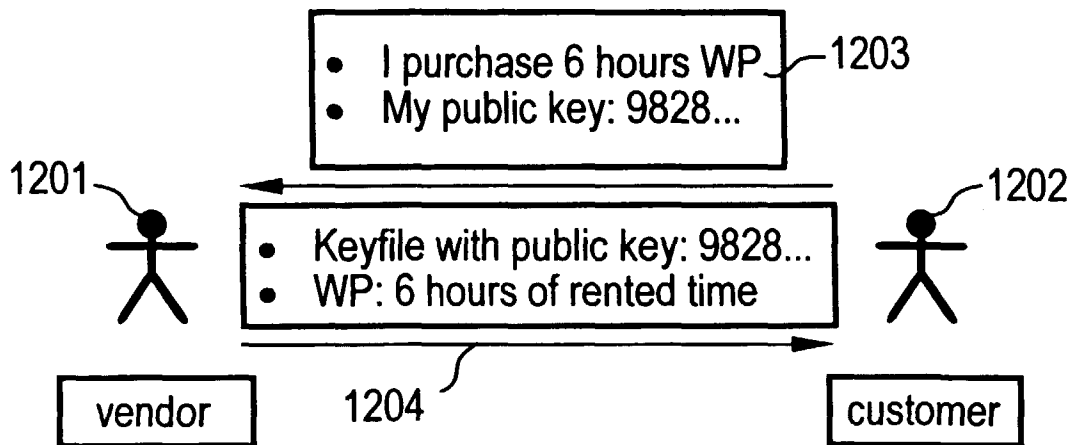 • I purchase 6 hours WP
1203
• My public key: 9828...
1201
1202
• Keyfile with public key: 9828...
• WP: 6 hours of rented time
1204
vendor
customer